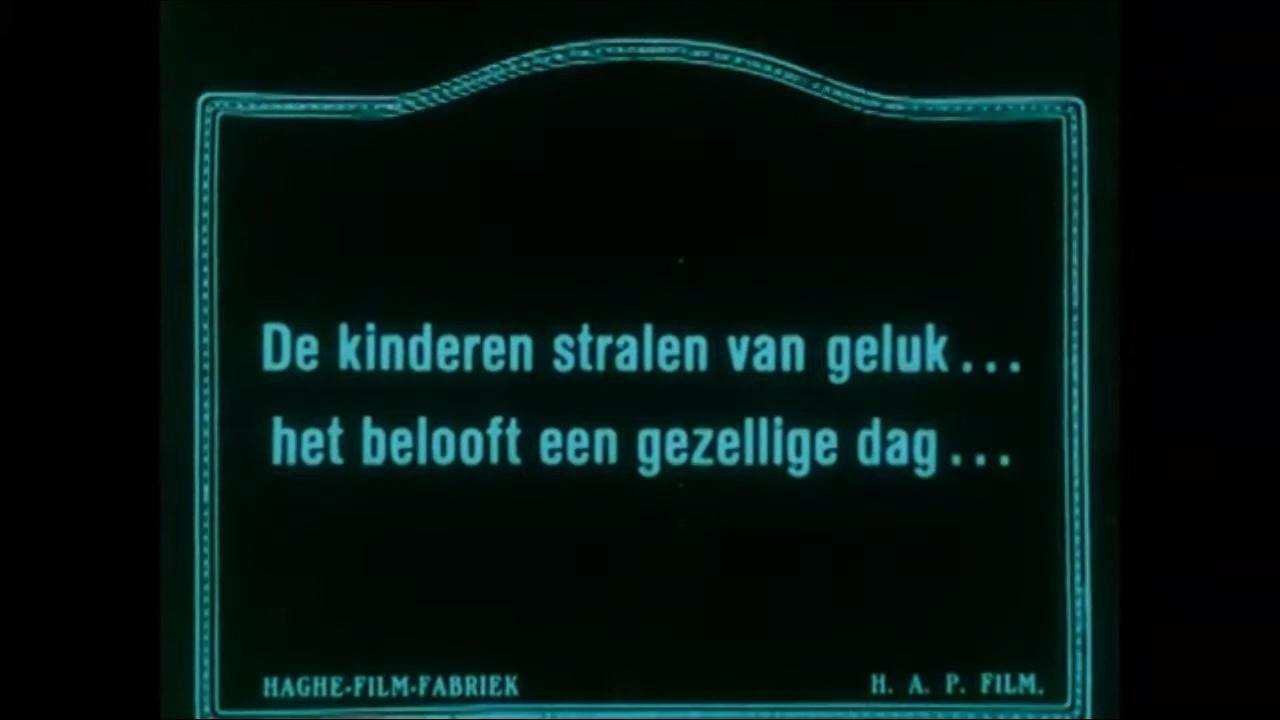 De kinderen stralen van geluk...
het belooft een gezellige dag...
HAGHE-FILM-FABRIEK
H. A. P. FILM.